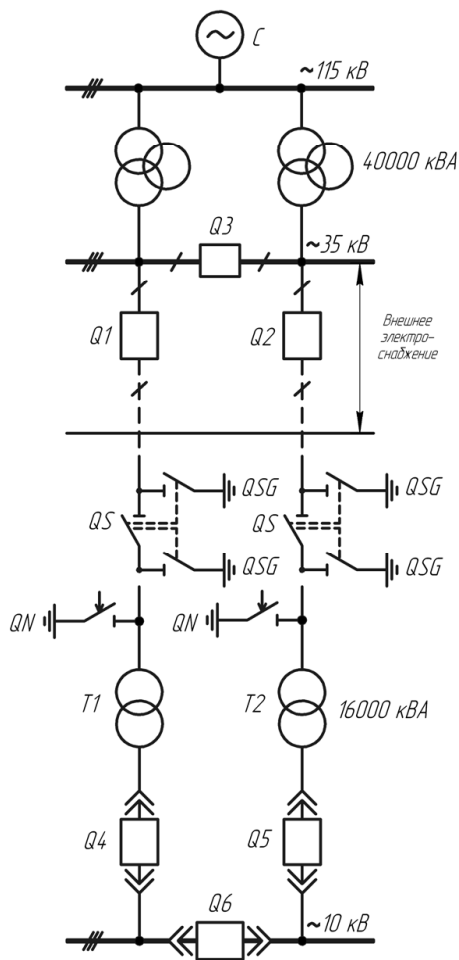 C
~115 кВ
40000 кВА
Q3
~35 кВ
Q1
Q2
Внешнее
электро-
снабжение
QSG
QSG
QS
QS
QSG
QSG
QN
QN
T1
T2
16000 кВА
Q4
Q5
Q6
~10 кВ